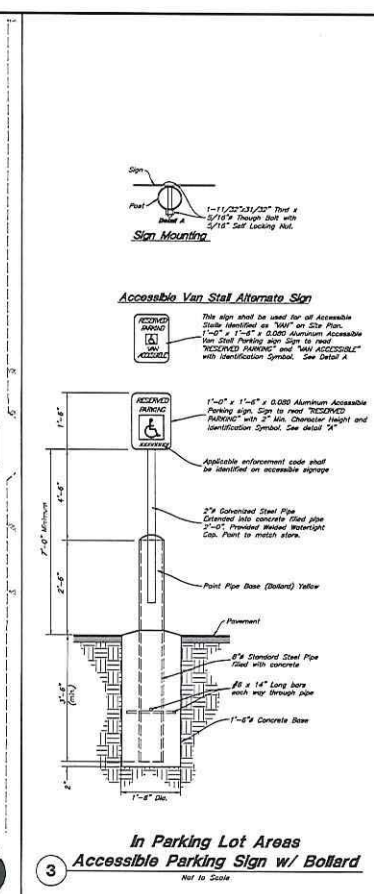 Sign
Post
Detail A
1-11/32"x31/32" Thrd x
5/16"ø Though Bolt with
5/16" Self Locking Nut.
Sign Mounting
Accessible Van Stall Alternate Sign
RESERVED
PARKING
VAN
ACCESSIBLE
This sign shall be used for all Accessible
Stalls identified as "VAN" on Site Plan.
1'-0" x 1'-6" x 0.080 Aluminum Accessible
Van Stall Parking sign Sign to read
"RESERVED PARKING" and "VAN ACCESSIBLE"
with Identification Symbol. See Detail A
RESERVED
PARKING
1'-0" x 1'-6" x 0.080 Aluminum Accessible
Parking sign. Sign to read "RESERVED
PARKING" with 2" Min. Character Height and
Identification Symbol. See detail "A"
Applicable enforcement code shall
be identified on accessible signage
2"ø Galvanized Steel Pipe
Extended into concrete filled pipe
2'-0". Provided Welded Watertight
Cap. Paint to match store.
Paint Pipe Base (Bollard) Yellow
Pavement
6"ø Standard Steel Pipe
filled with concrete
#6 x 14" Long bars
each way through pipe
1'-6"ø Concrete Base
1'-6"
4'-6"
7'-0" Minimum
2'-6"
3'-6"
(min.)
2"
1'-6" Dia.
3
In Parking Lot Areas
Accessible Parking Sign w/ Bollard
Not to Scale